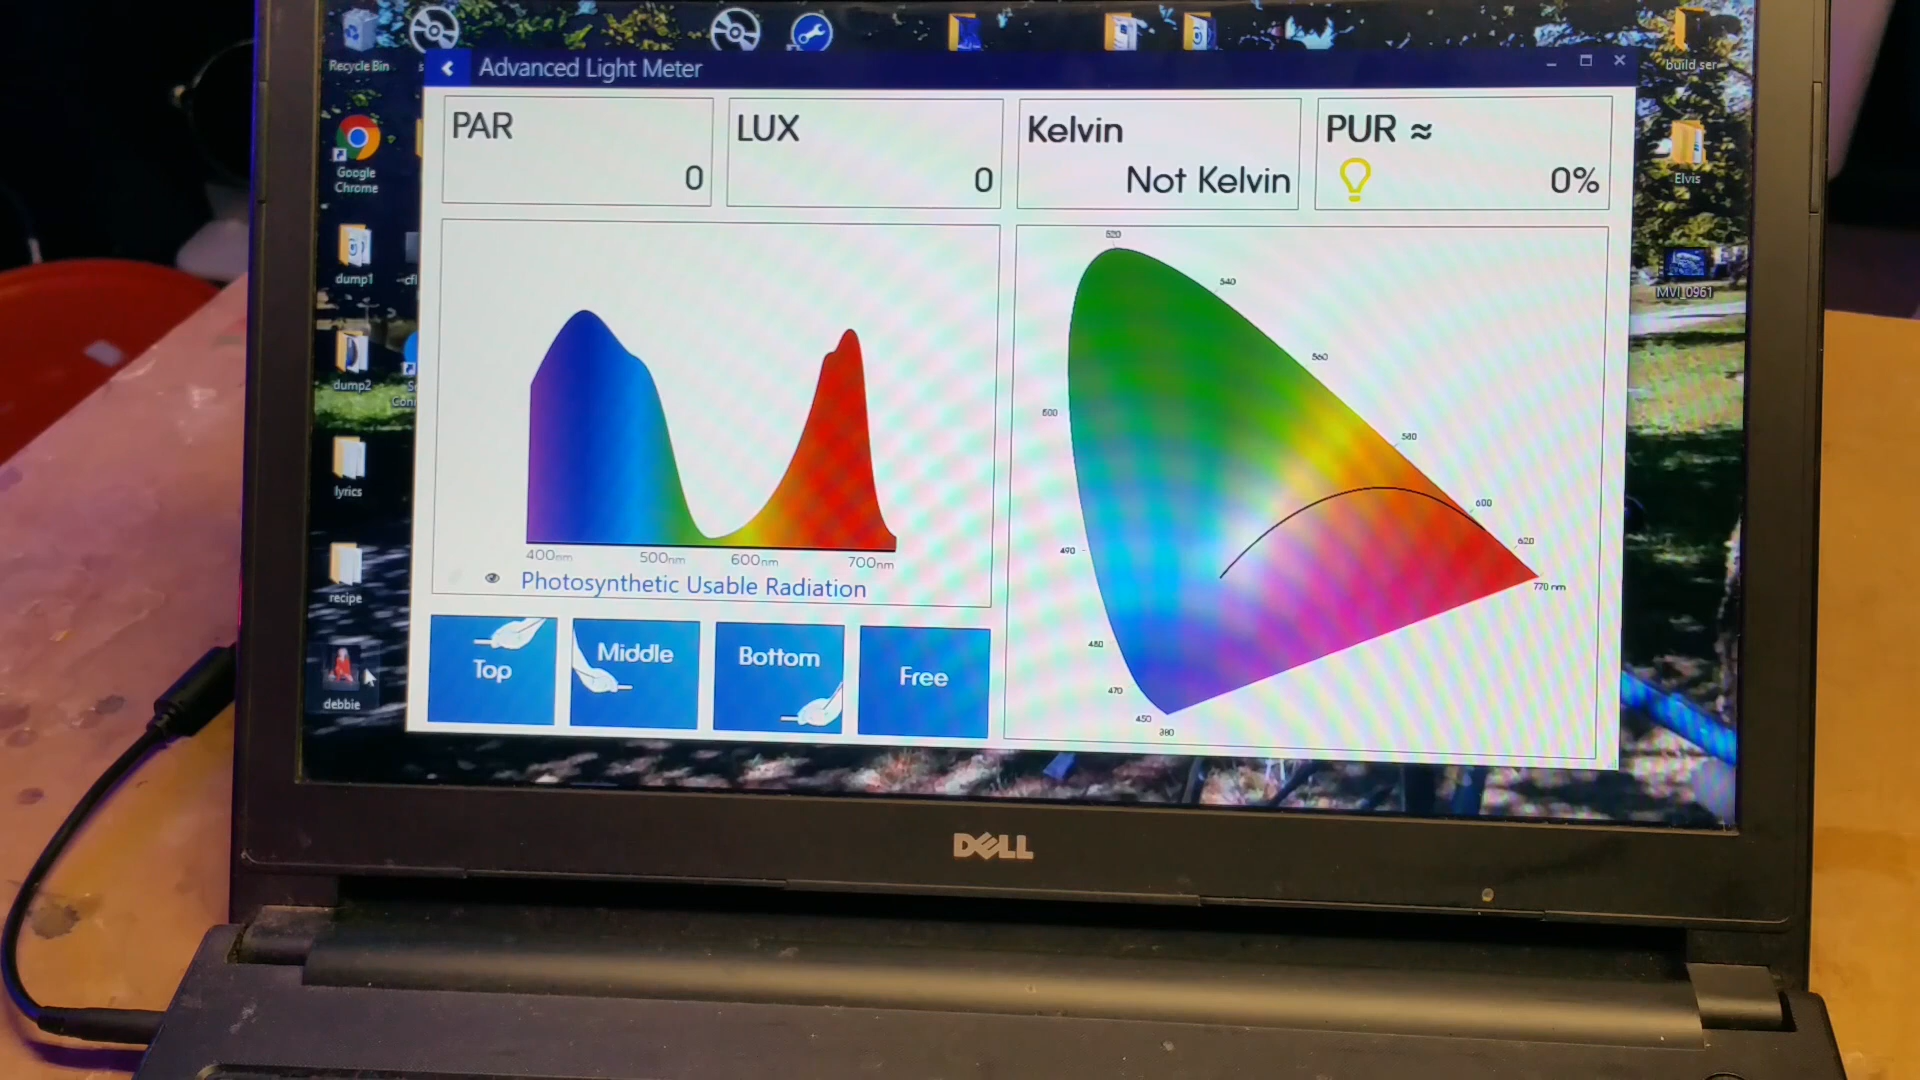 Recycle Bin
build ser
Advanced Light Meter
PAR
0
LUX
0
Kelvin
Not Kelvin
PUR ≈
0%
Google
Chrome
Elvis
dump1
MVI_0961
dump2
lyrics
recipe
debbie
400nm 500nm 600nm 700nm
Photosynthetic Usable Radiation
Top
Middle
Bottom
Free
520
540
560
500
580
600
490
620
770 nm
480
470
450
380
DELL